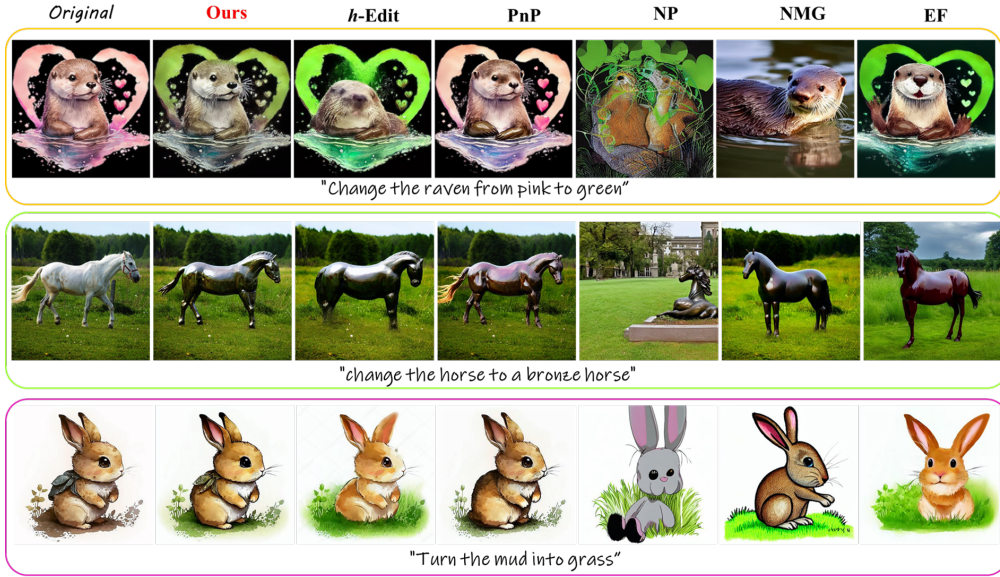 Original Ours h-Edit PnP NP NMG EF
"Change the raven from pink to green”
"change the horse to a bronze horse"
"Turn the mud into grass”